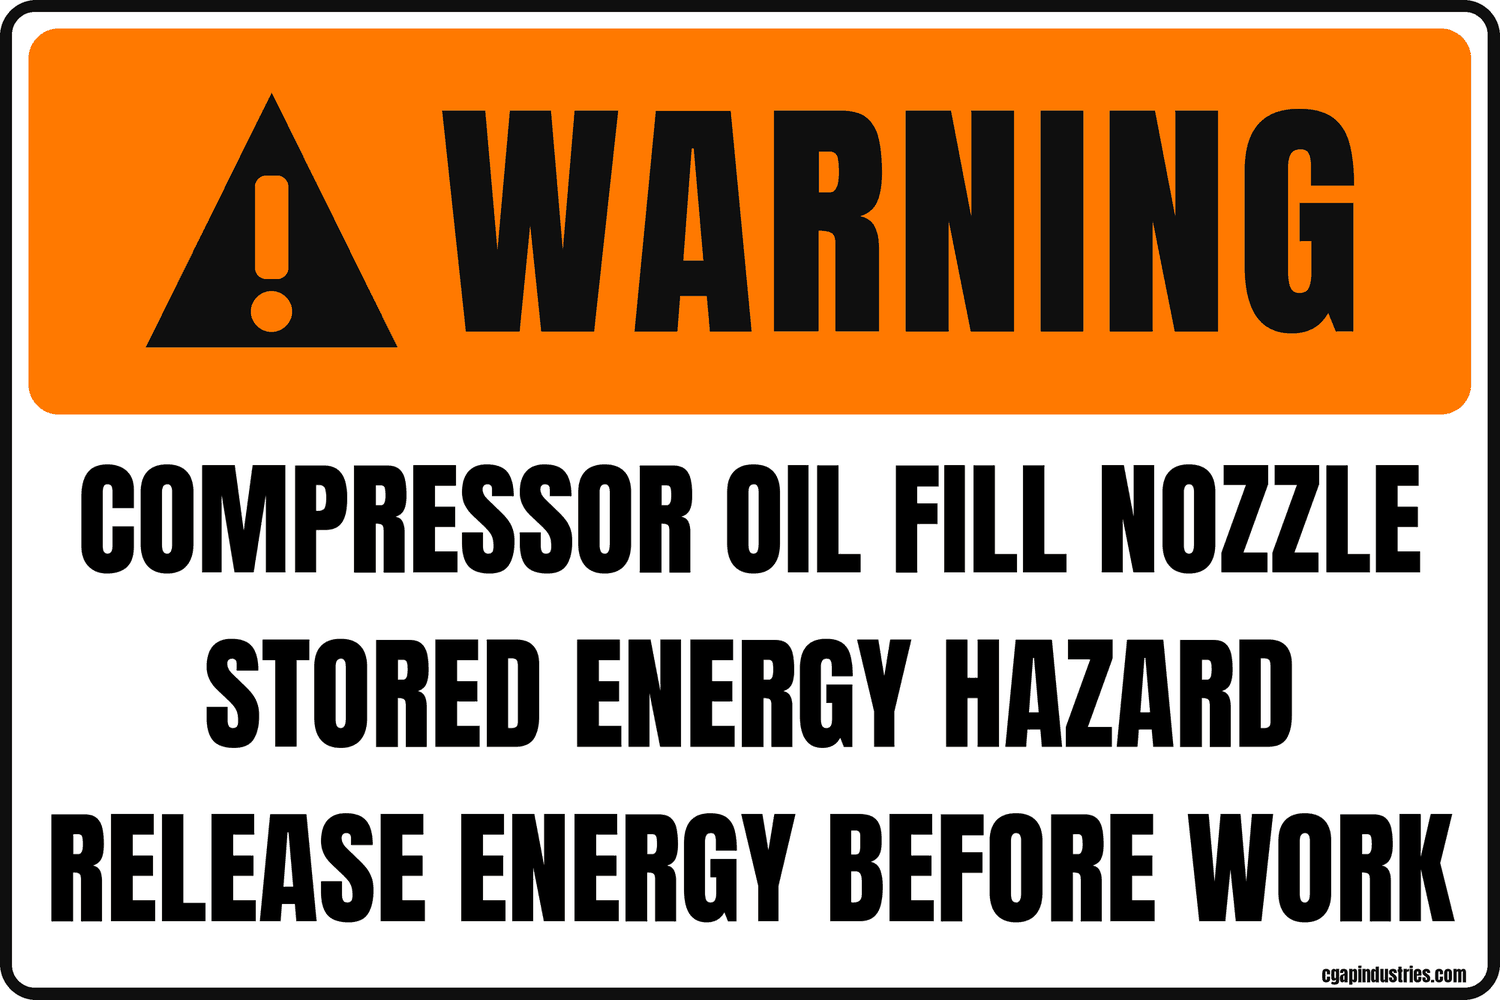 WARNING
COMPRESSOR OIL FILL NOZZLE
STORED ENERGY HAZARD
RELEASE ENERGY BEFORE WORK
cgapindustries.com